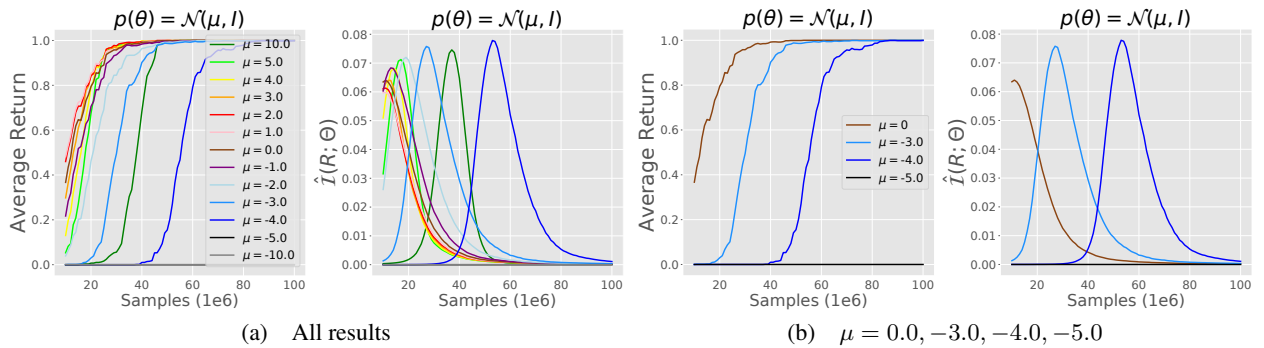 p(θ) = 𝒩(μ, I)
Average Return
1.0
0.8
0.6
0.4
0.2
0.0
20 40 60 80 100
Samples (1e6)
μ = 10.0
μ = 5.0
μ = 4.0
μ = 3.0
μ = 2.0
μ = 1.0
μ = 0.0
μ = -1.0
μ = -2.0
μ = -3.0
μ = -4.0
μ = -5.0
μ = -10.0
p(θ) = 𝒩(μ, I)
Î(R; Θ)
0.08
0.07
0.06
0.05
0.04
0.03
0.02
0.01
0.00
20 40 60 80 100
Samples (1e6)
(a) All results
p(θ) = 𝒩(μ, I)
Average Return
1.0
0.8
0.6
0.4
0.2
0.0
20 40 60 80 100
Samples (1e6)
μ = 0
μ = -3.0
μ = -4.0
μ = -5.0
p(θ) = 𝒩(μ, I)
Î(R; Θ)
0.08
0.07
0.06
0.05
0.04
0.03
0.02
0.01
0.00
20 40 60 80 100
Samples (1e6)
(b) μ = 0.0, −3.0, −4.0, −5.0